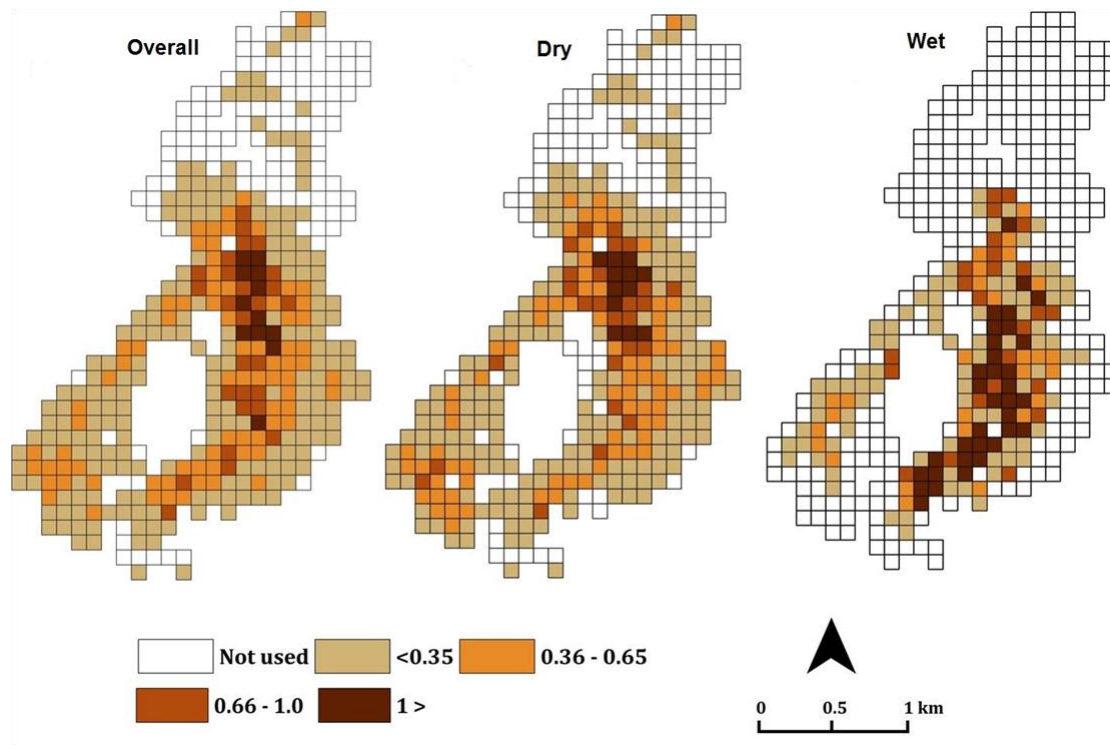 Overall
Dry
Wet
Not used
<0.35
0.36 - 0.65
0.66 - 1.0
1 >
0 0.5 1 km